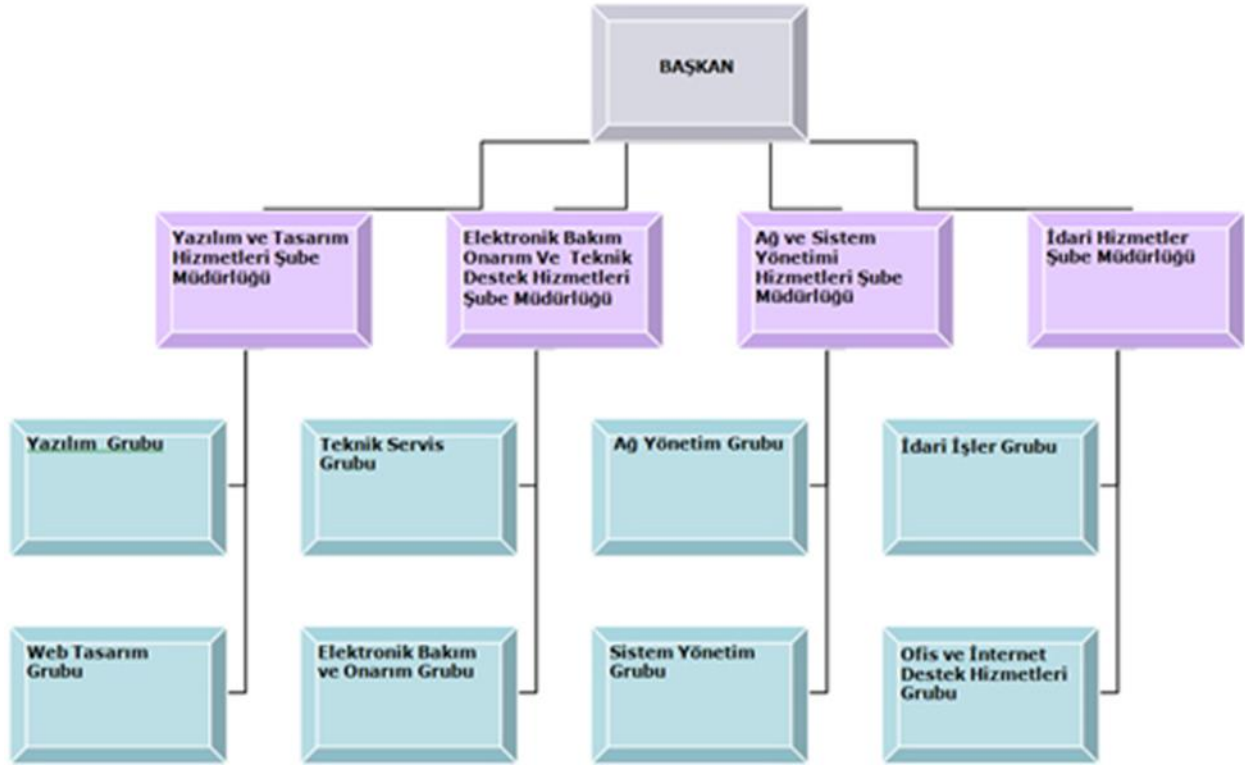 BAŞKAN
Yazılım ve Tasarım
Hizmetleri Şube
Müdürlüğü
Elektronik Bakım
Onarım Ve Teknik
Destek Hizmetleri
Şube Müdürlüğü
Ağ ve Sistem
Yönetimi
Hizmetleri Şube
Müdürlüğü
İdari Hizmetler
Şube Müdürlüğü
Yazılım Grubu
Teknik Servis
Grubu
Ağ Yönetim Grubu
İdari İşler Grubu
Web Tasarım
Grubu
Elektronik Bakım
ve Onarım Grubu
Sistem Yönetim
Grubu
Ofis ve İnternet
Destek Hizmetleri
Grubu